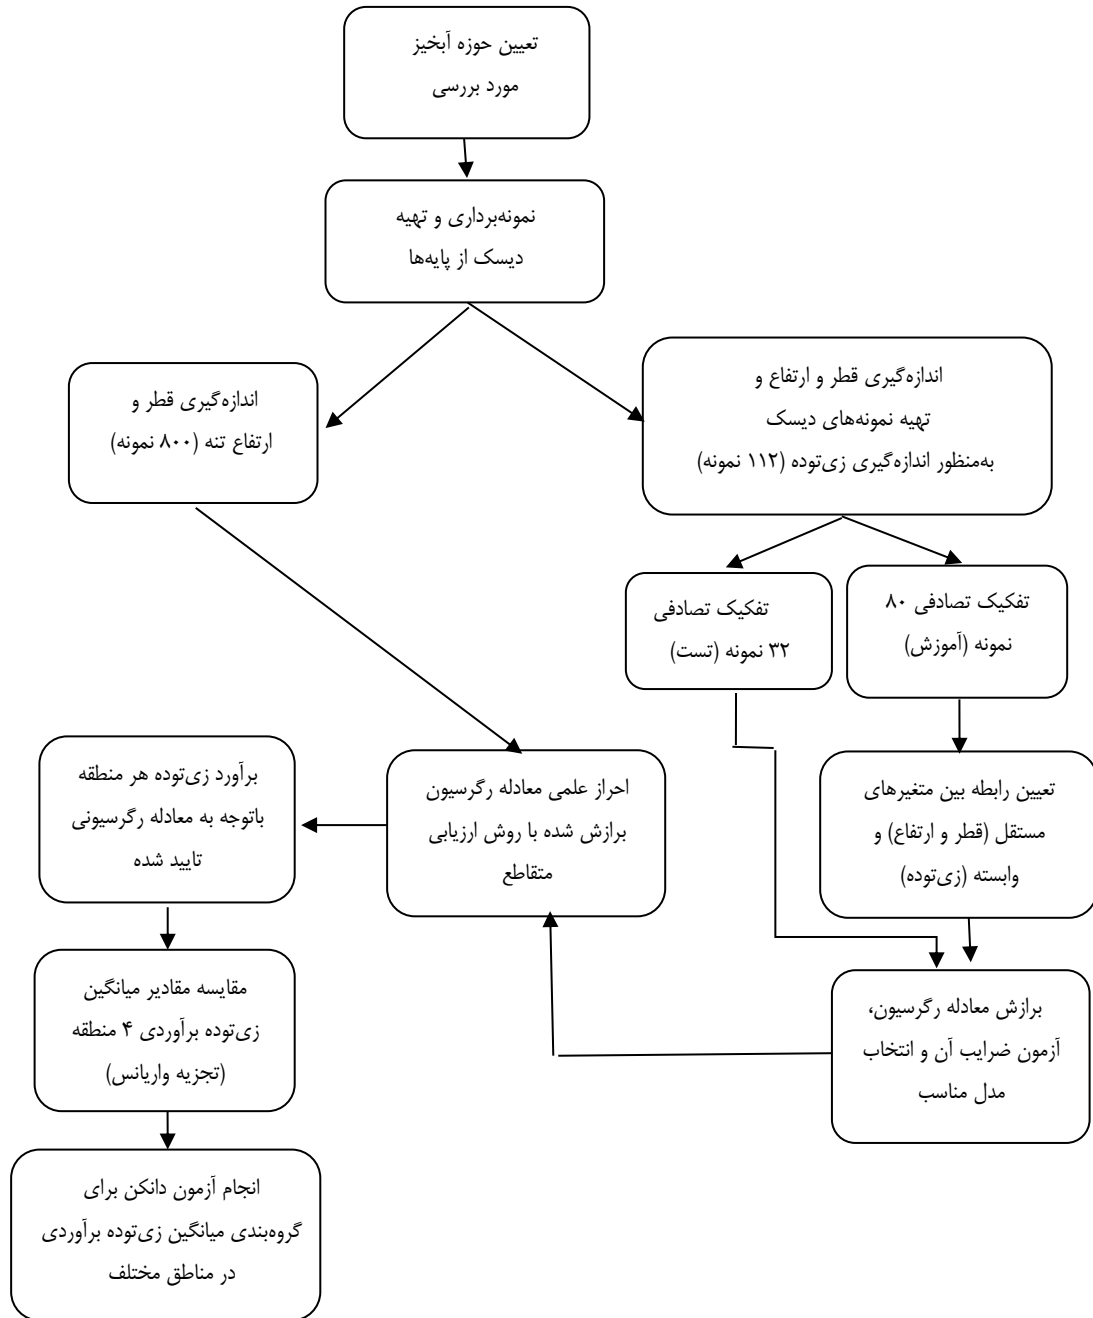 تعیین حوزه آبخیز
مورد بررسی
نمونه‌برداری و تهیه
دیسک از پایه‌ها
اندازه‌گیری قطر و ارتفاع و
تهیه نمونه‌های دیسک
به‌منظور اندازه‌گیری زی‌توده (۱۱۲ نمونه)
اندازه‌گیری قطر و
ارتفاع تنه (۸۰۰ نمونه)
تفکیک تصادفی ۸۰
نمونه (آموزش)
تفکیک تصادفی
۳۲ نمونه (تست)
تعیین رابطه بین متغیرهای
مستقل (قطر و ارتفاع) و
وابسته (زی‌توده)
احراز علمی معادله رگرسیون
برازش شده با روش ارزیابی
متقاطع
برآورد زی‌توده هر منطقه
باتوجه به معادله رگرسیونی
تایید شده
برازش معادله رگرسیون،
آزمون ضرایب آن و انتخاب
مدل مناسب
مقایسه مقادیر میانگین
زی‌توده برآوردی ۴ منطقه
(تجزیه واریانس)
انجام آزمون دانکن برای
گروه‌بندی میانگین زی‌توده برآوردی
در مناطق مختلف